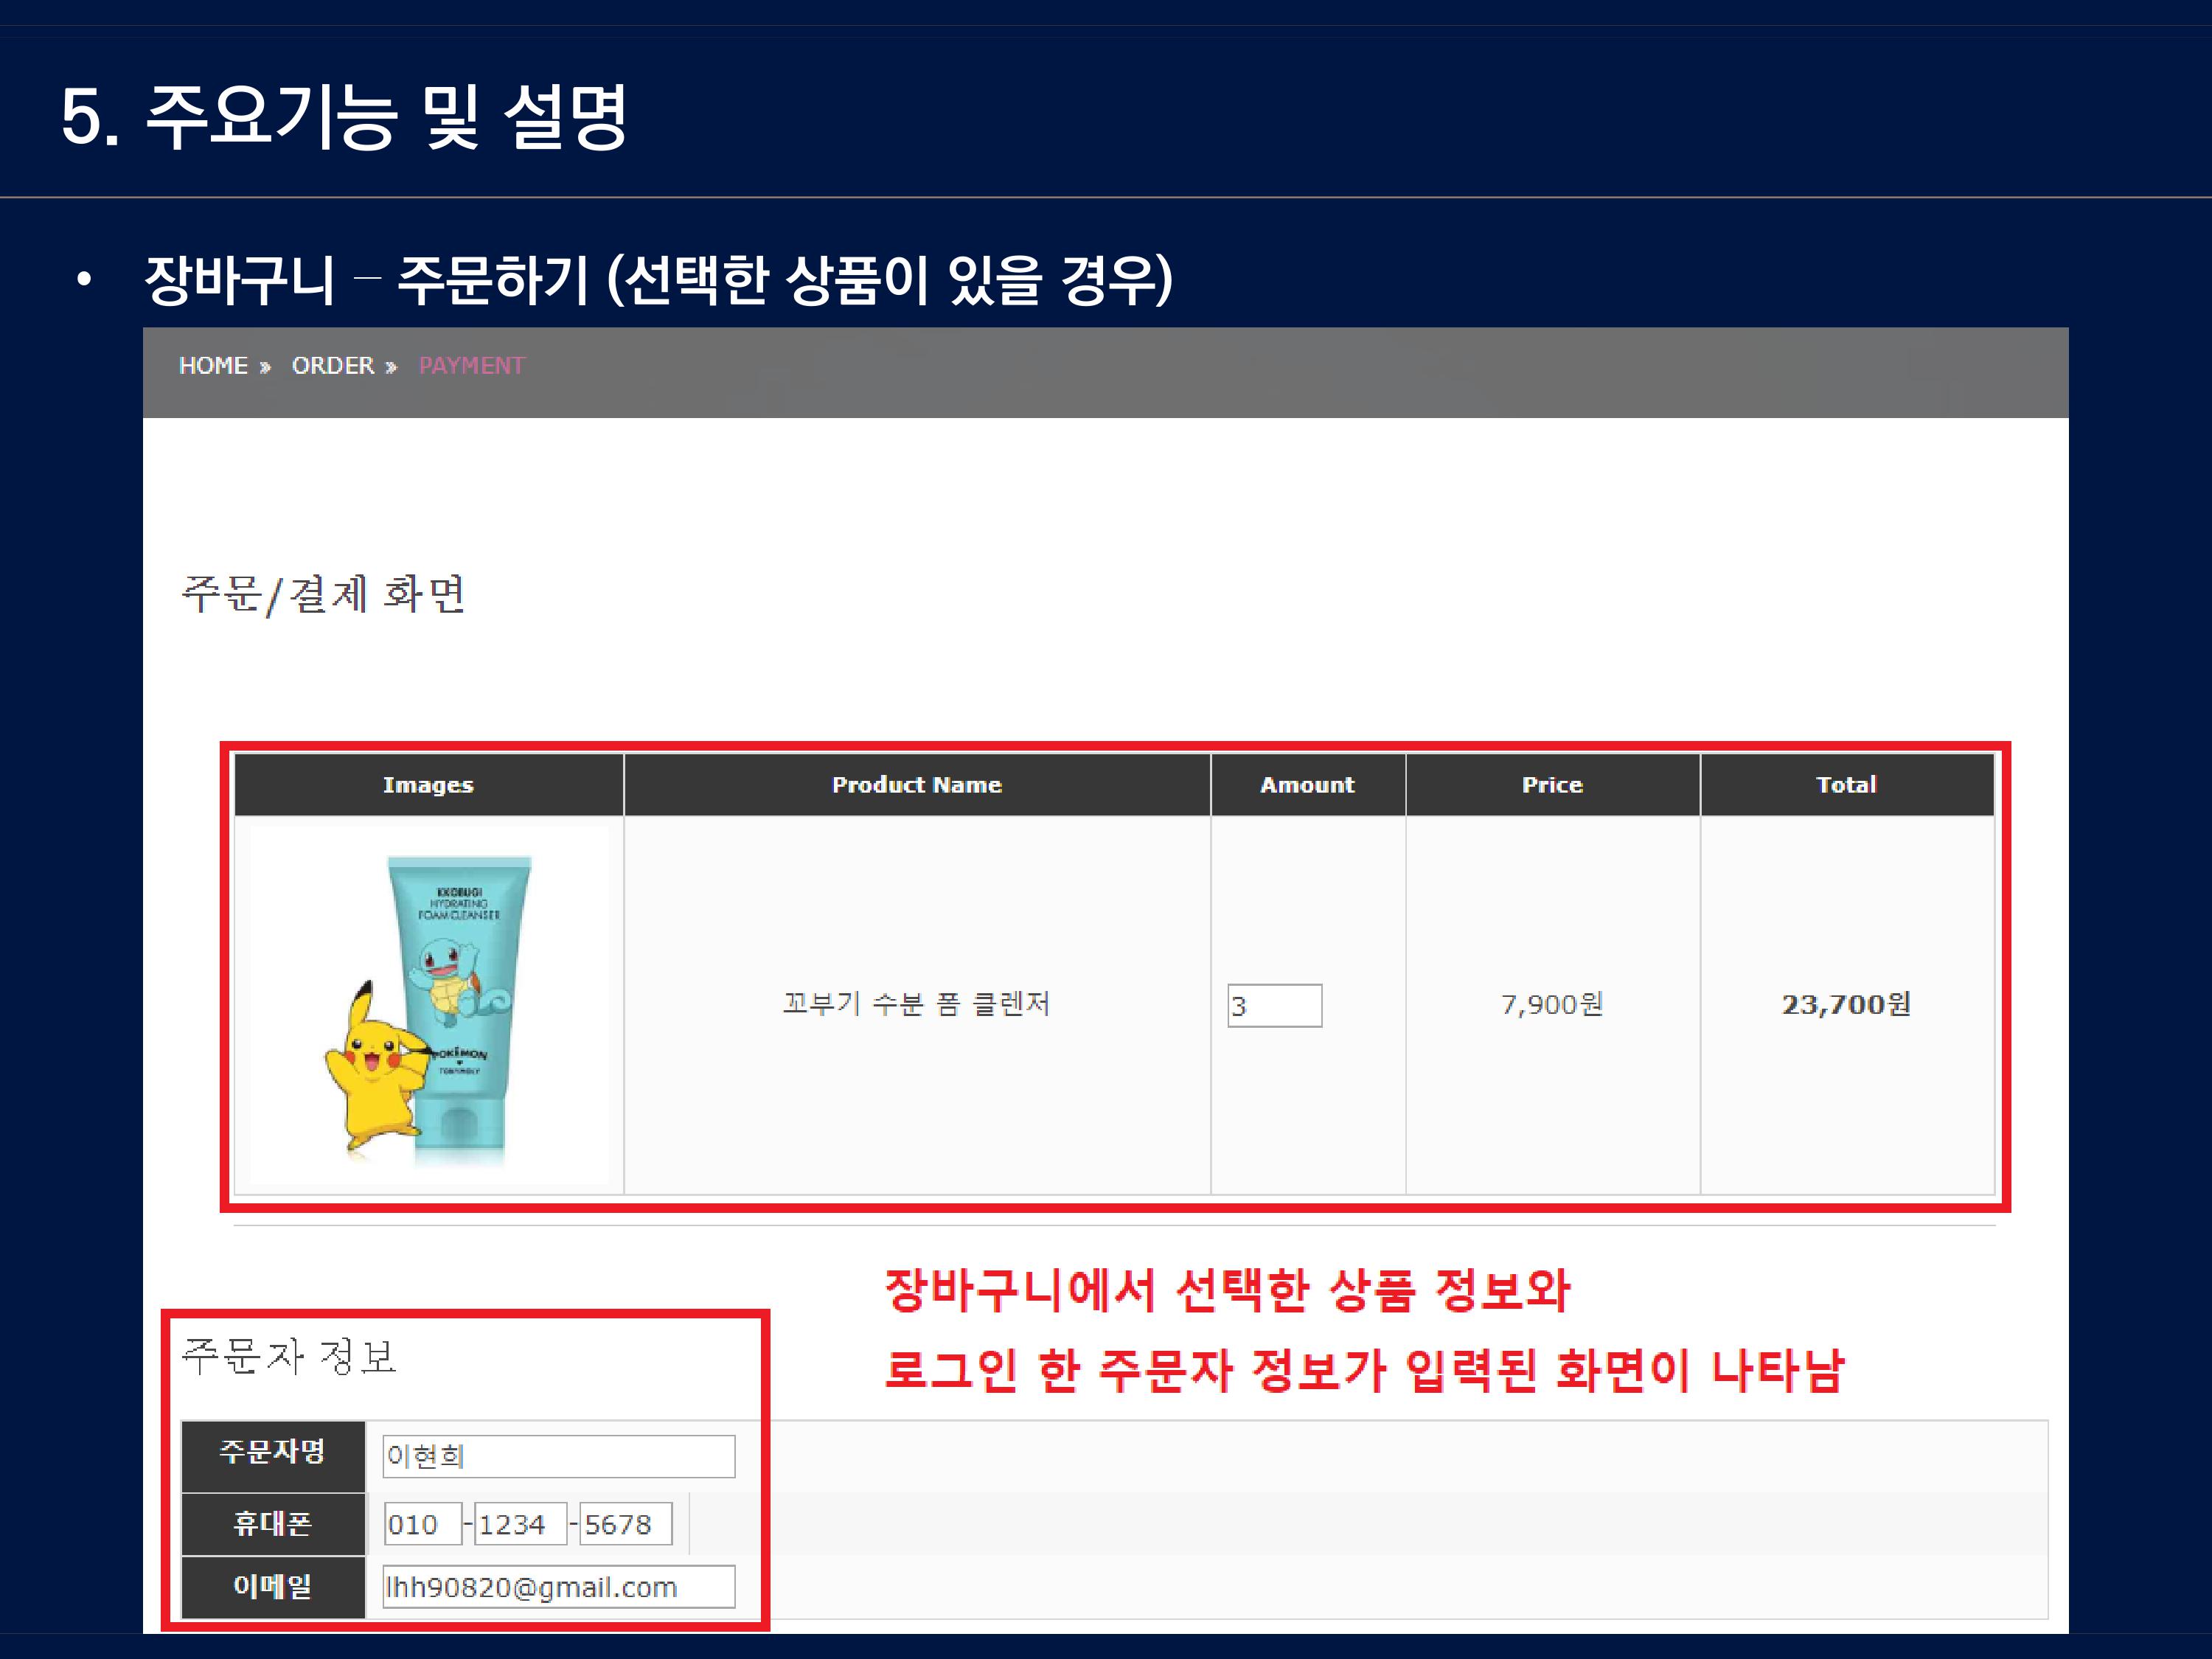 5. 주요기능 및 설명
• 장바구니 – 주문하기 (선택한 상품이 있을 경우)
HOME » ORDER » PAYMENT
주문/결제 화면
Images Product Name Amount Price Total
KKOBUGI
HYDRATING
FOAM CLEANSER
POKÉMON
TONYMOLY
꼬부기 수분 폼 클렌저 3 7,900원 23,700원
장바구니에서 선택한 상품 정보와
로그인 한 주문자 정보가 입력된 화면이 나타남
주문자 정보
주문자명 이현희
휴대폰 010 -1234 -5678
이메일 lhh90820@gmail.com